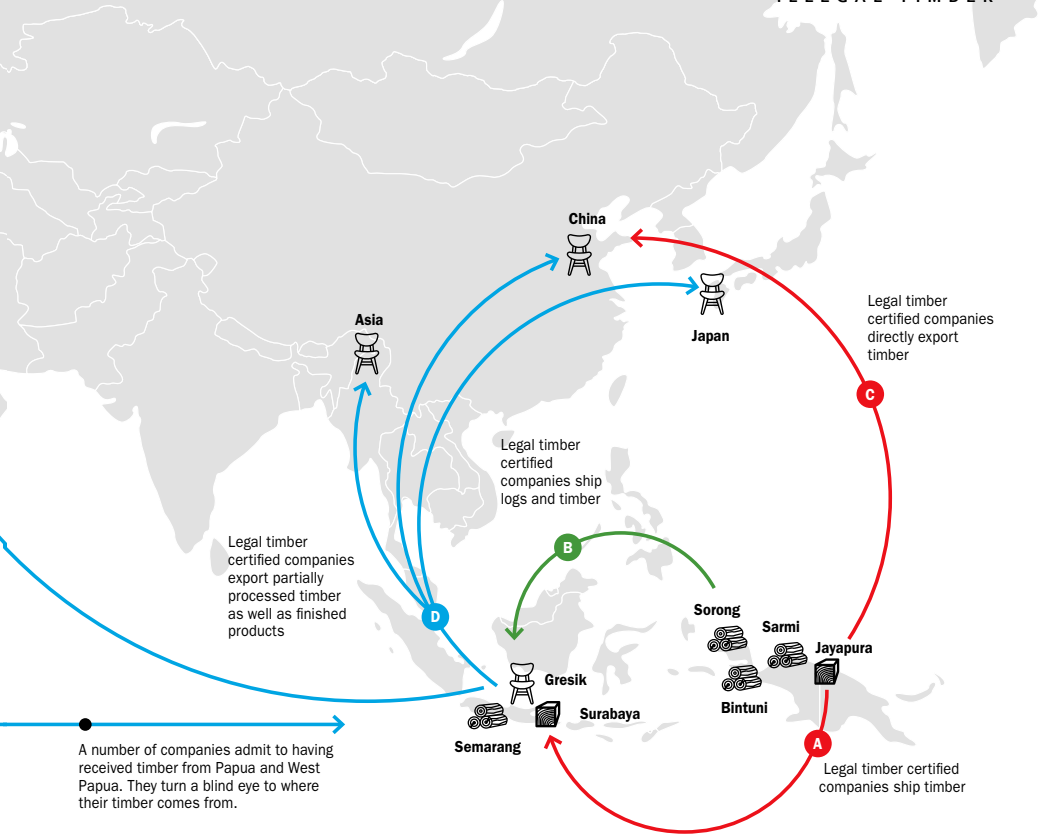 ILLEGAL TIMBER
China
Asia
Japan
Legal timber
certified companies
directly export
timber
C
Legal timber
certified
companies ship
logs and timber
B
Legal timber
certified companies
export partially
processed timber
as well as finished
products
D
Sorong
Sarmi
Jayapura
Bintuni
Gresik
Surabaya
Semarang
A
Legal timber certified
companies ship timber
A number of companies admit to having
received timber from Papua and West
Papua. They turn a blind eye to where
their timber comes from.